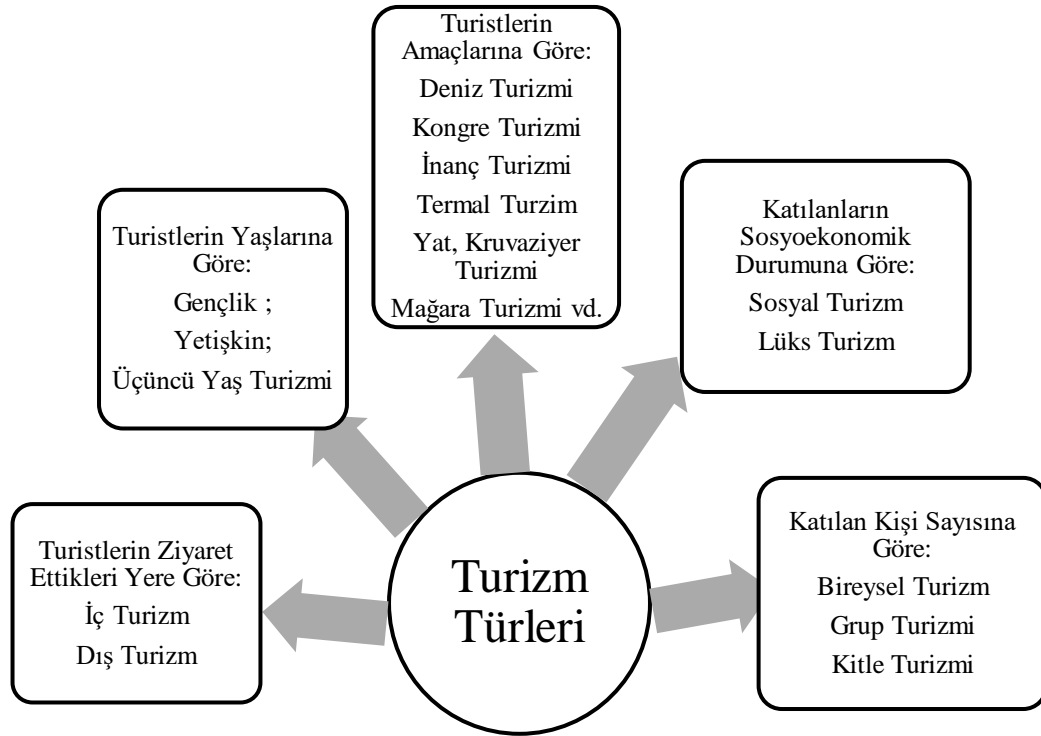 Turistlerin
Amaçlarına Göre:
Deniz Turizmi
Kongre Turizmi
İnanç Turizmi
Termal Turzim
Yat, Kruvaziyer
Turizmi
Mağara Turizmi vd.
Turistlerin Yaşlarına
Göre:
Gençlik ;
Yetişkin;
Üçüncü Yaş Turizmi
Katılanların
Sosyoekonomik
Durumuna Göre:
Sosyal Turizm
Lüks Turizm
Turistlerin Ziyaret
Ettikleri Yere Göre:
İç Turizm
Dış Turizm
Turizm
Türleri
Katılan Kişi Sayısına
Göre:
Bireysel Turizm
Grup Turizmi
Kitle Turizmi